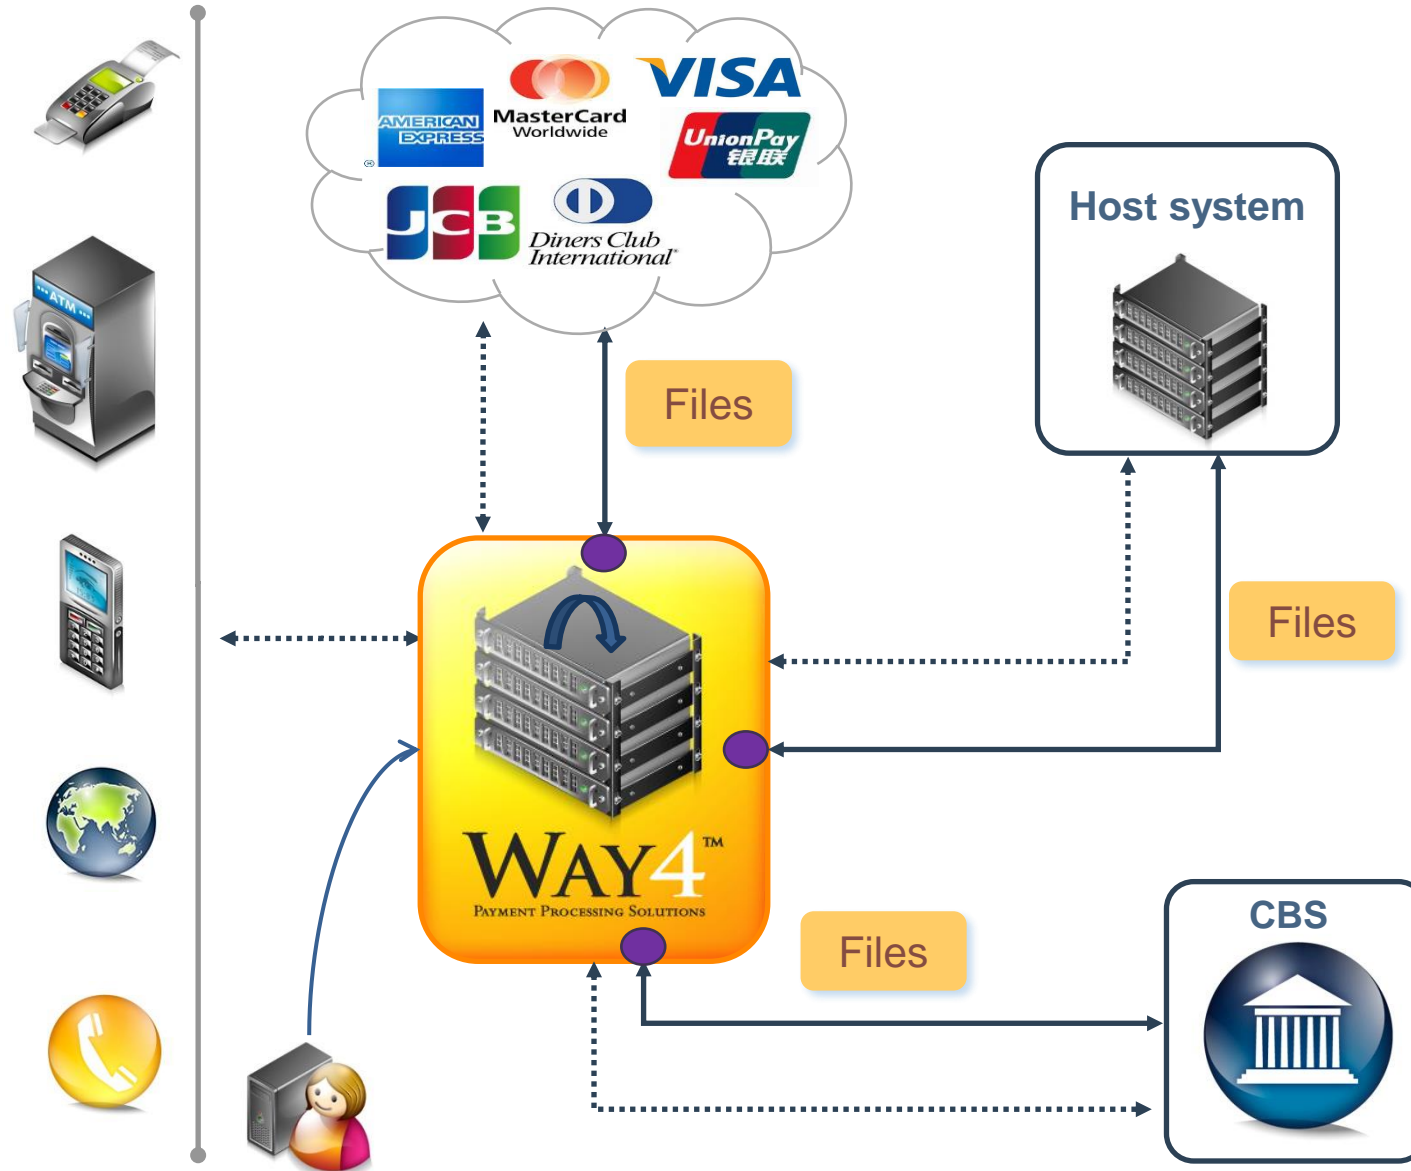 VISA
MasterCard
Worldwide
AMERICAN
EXPRESS
®
UnionPay
银联
JCB
Diners Club
International®
Host system
ATM
Files
Files
WAY4™
PAYMENT PROCESSING SOLUTIONS
Files
CBS